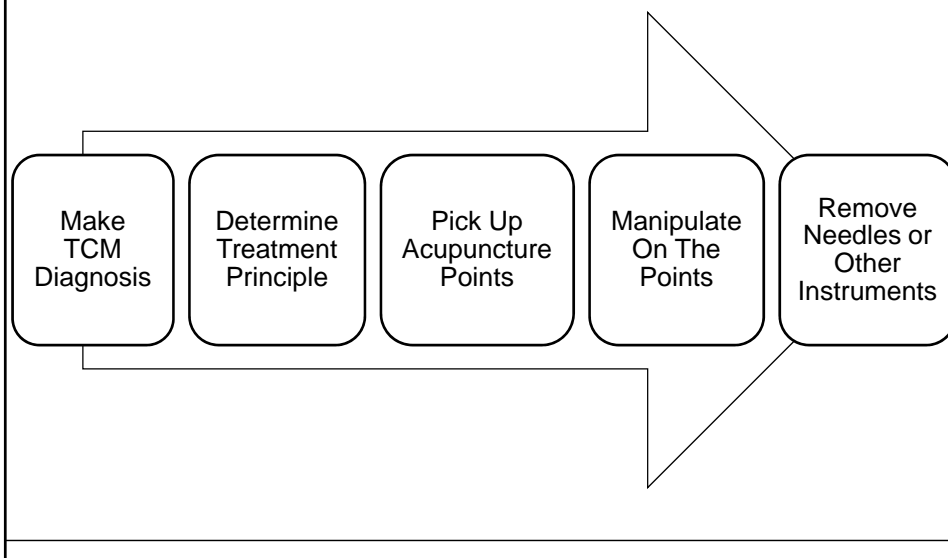 Make
TCM
Diagnosis
Determine
Treatment
Principle
Pick Up
Acupuncture
Points
Manipulate
On The
Points
Remove
Needles or
Other
Instruments